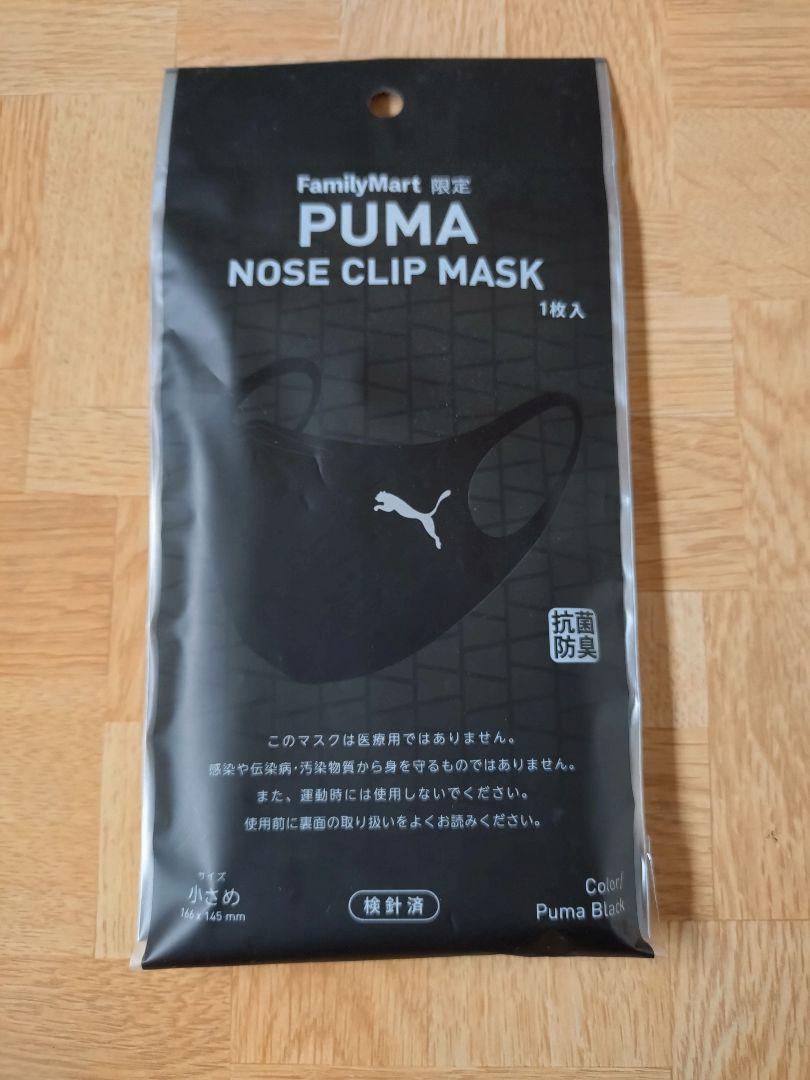 FamilyMart 限定
PUMA
NOSE CLIP MASK
1枚入
抗菌
防臭
このマスクは医療用ではありません。
感染や伝染病・汚染物質から身を守るものではありません。
また、運動時には使用しないでください。
使用前に裏面の取り扱いをよくお読みください。
サイズ
小さめ
166 x 145 mm
検針済
Color/
Puma Black